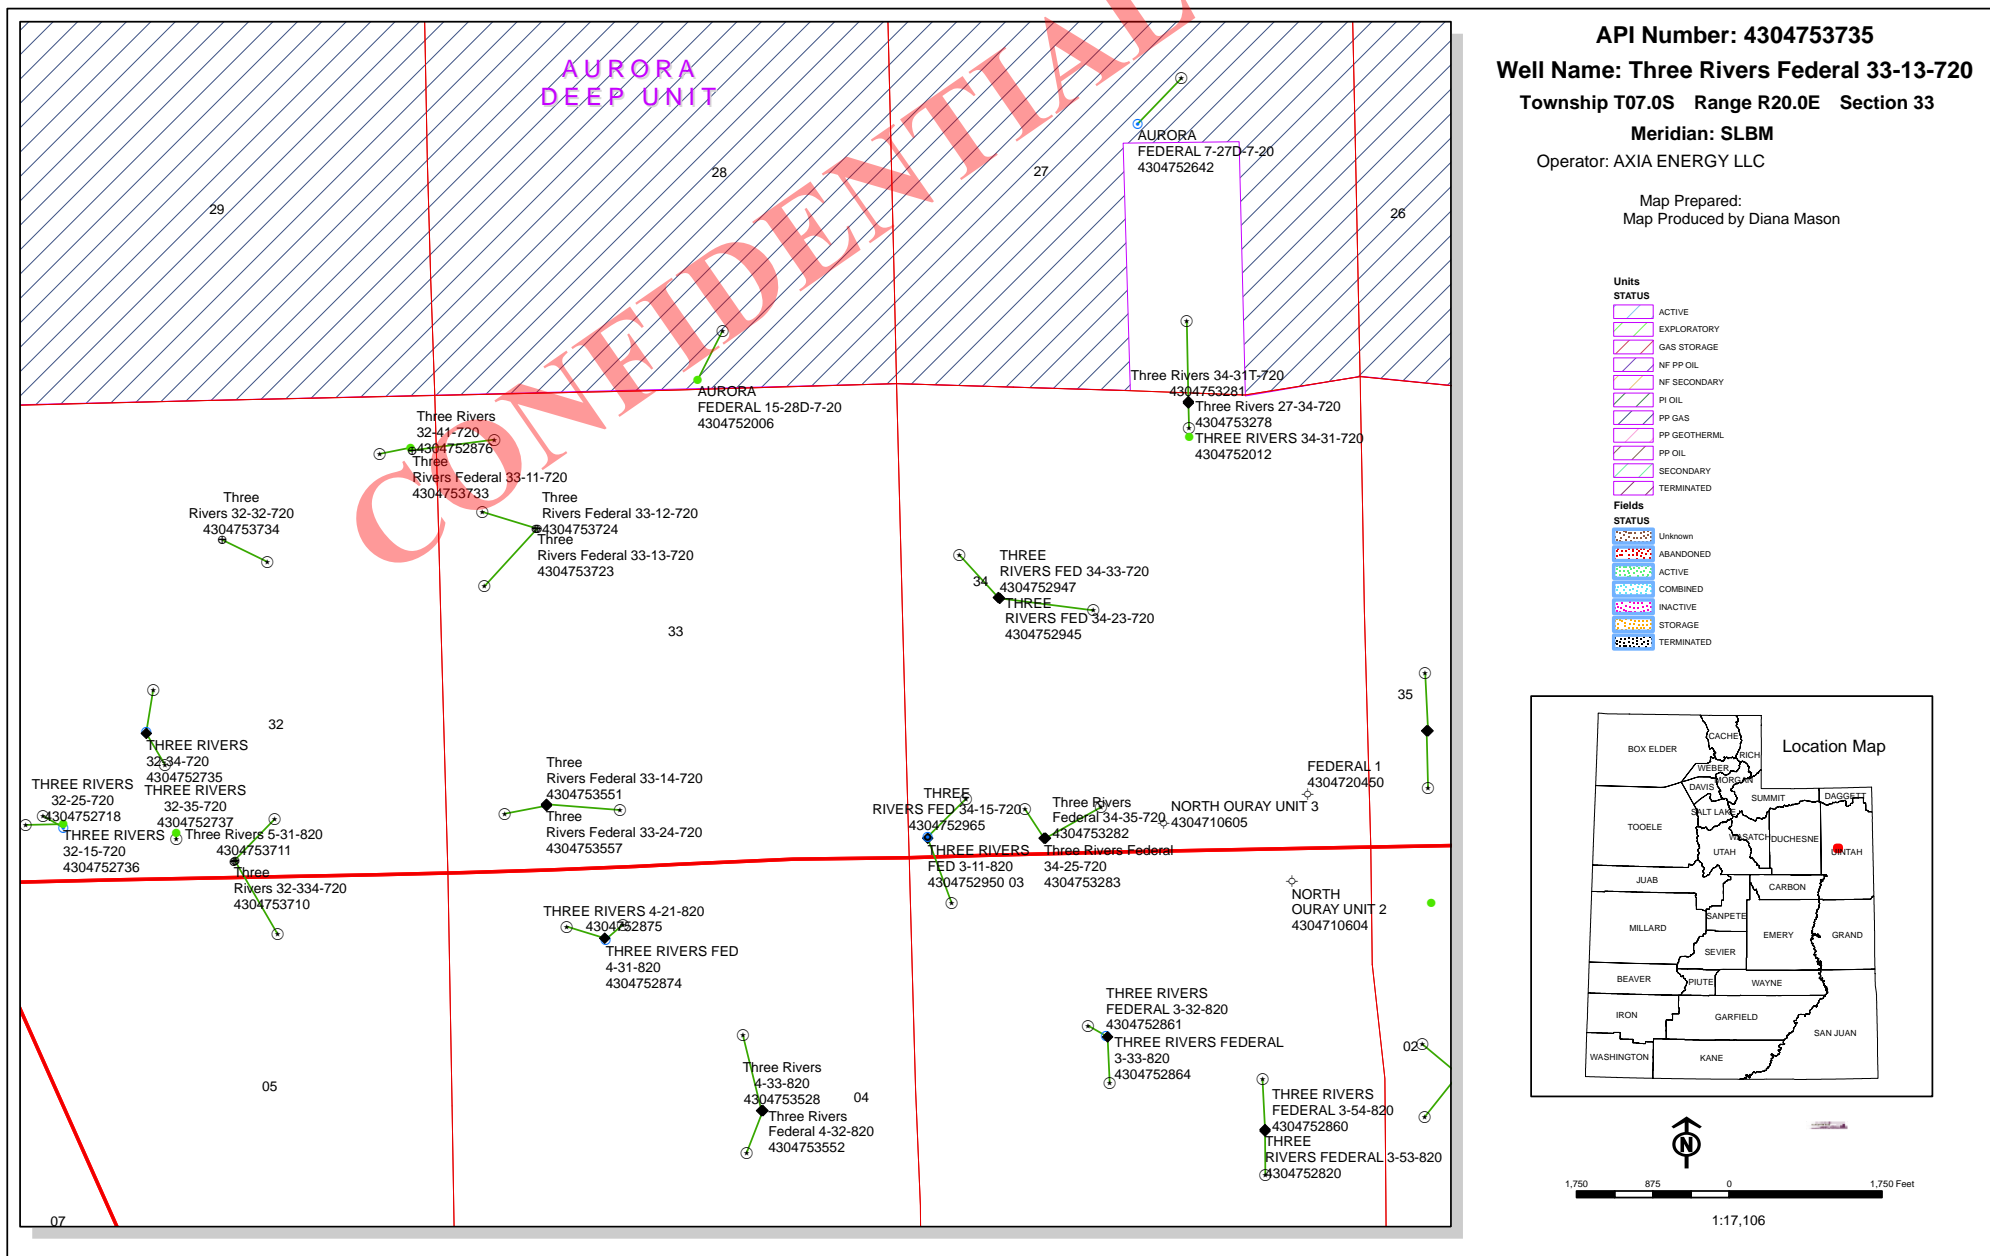 API Number: 4304753735
Well Name: Three Rivers Federal 33-13-720
Township T07.0S Range R20.0E Section 33
Meridian: SLBM
Operator: AXIA ENERGY LLC
Map Prepared:
Map Produced by Diana Mason
CONFIDENTIAL
AURORA
DEEP UNIT
29
28
27
26
AURORA
FEDERAL 7-27D-7-20
4304752642
AURORA
FEDERAL 15-28D-7-20
4304752006
Three Rivers 34-31T-720
4304753281
Three Rivers 27-34-720
4304753278
THREE RIVERS 34-31-720
4304752012
Three Rivers
32-41-720
4304752876
Three
Rivers Federal 33-11-720
4304753733
Three
Rivers 32-32-720
4304753734
Three
Rivers Federal 33-12-720
4304753724
Three
Rivers Federal 33-13-720
4304753723
THREE
RIVERS FED 34-33-720
4304752947
34
THREE
RIVERS FED 34-23-720
4304752945
33
35
32
THREE RIVERS
32-34-720
4304752735
THREE RIVERS
32-25-720
4304752718
THREE RIVERS
32-35-720
4304752737
THREE RIVERS
32-15-720
4304752736
Three Rivers 5-31-820
4304753711
Three
Rivers 32-334-720
4304753710
Three
Rivers Federal 33-14-720
4304753551
Three
Rivers Federal 33-24-720
4304753557
THREE
RIVERS FED 34-15-720
4304752965
THREE RIVERS
FED 3-11-820
4304752950 03
Three Rivers
Federal 34-35-720
4304753282
Three Rivers Federal
34-25-720
4304753283
FEDERAL 1
4304720450
NORTH OURAY UNIT 3
4304710605
NORTH
OURAY UNIT 2
4304710604
THREE RIVERS 4-21-820
4304752875
THREE RIVERS FED
4-31-820
4304752874
THREE RIVERS
FEDERAL 3-32-820
4304752861
THREE RIVERS FEDERAL
3-33-820
4304752864
02
05
04
Three Rivers
4-33-820
4304753528
Three Rivers
Federal 4-32-820
4304753552
THREE RIVERS
FEDERAL 3-54-820
4304752860
THREE
RIVERS FEDERAL 3-53-820
4304752820
07
Units
STATUS
ACTIVE
EXPLORATORY
GAS STORAGE
NF PP OIL
NF SECONDARY
PI OIL
PP GAS
PP GEOTHERML
PP OIL
SECONDARY
TERMINATED
Fields
STATUS
Unknown
ABANDONED
ACTIVE
COMBINED
INACTIVE
STORAGE
TERMINATED
Location Map
BOX ELDER
CACHE
RICH
WEBER
MORGAN
DAVIS
SUMMIT
DAGGETT
SALT LAKE
TOOELE
WASATCH
DUCHESNE
UTAH
UINTAH
JUAB
CARBON
MILLARD
SANPETE
EMERY
GRAND
SEVIER
BEAVER
PIUTE
WAYNE
IRON
GARFIELD
SAN JUAN
WASHINGTON
KANE
N
1,750 875 0 1,750 Feet
1:17,106